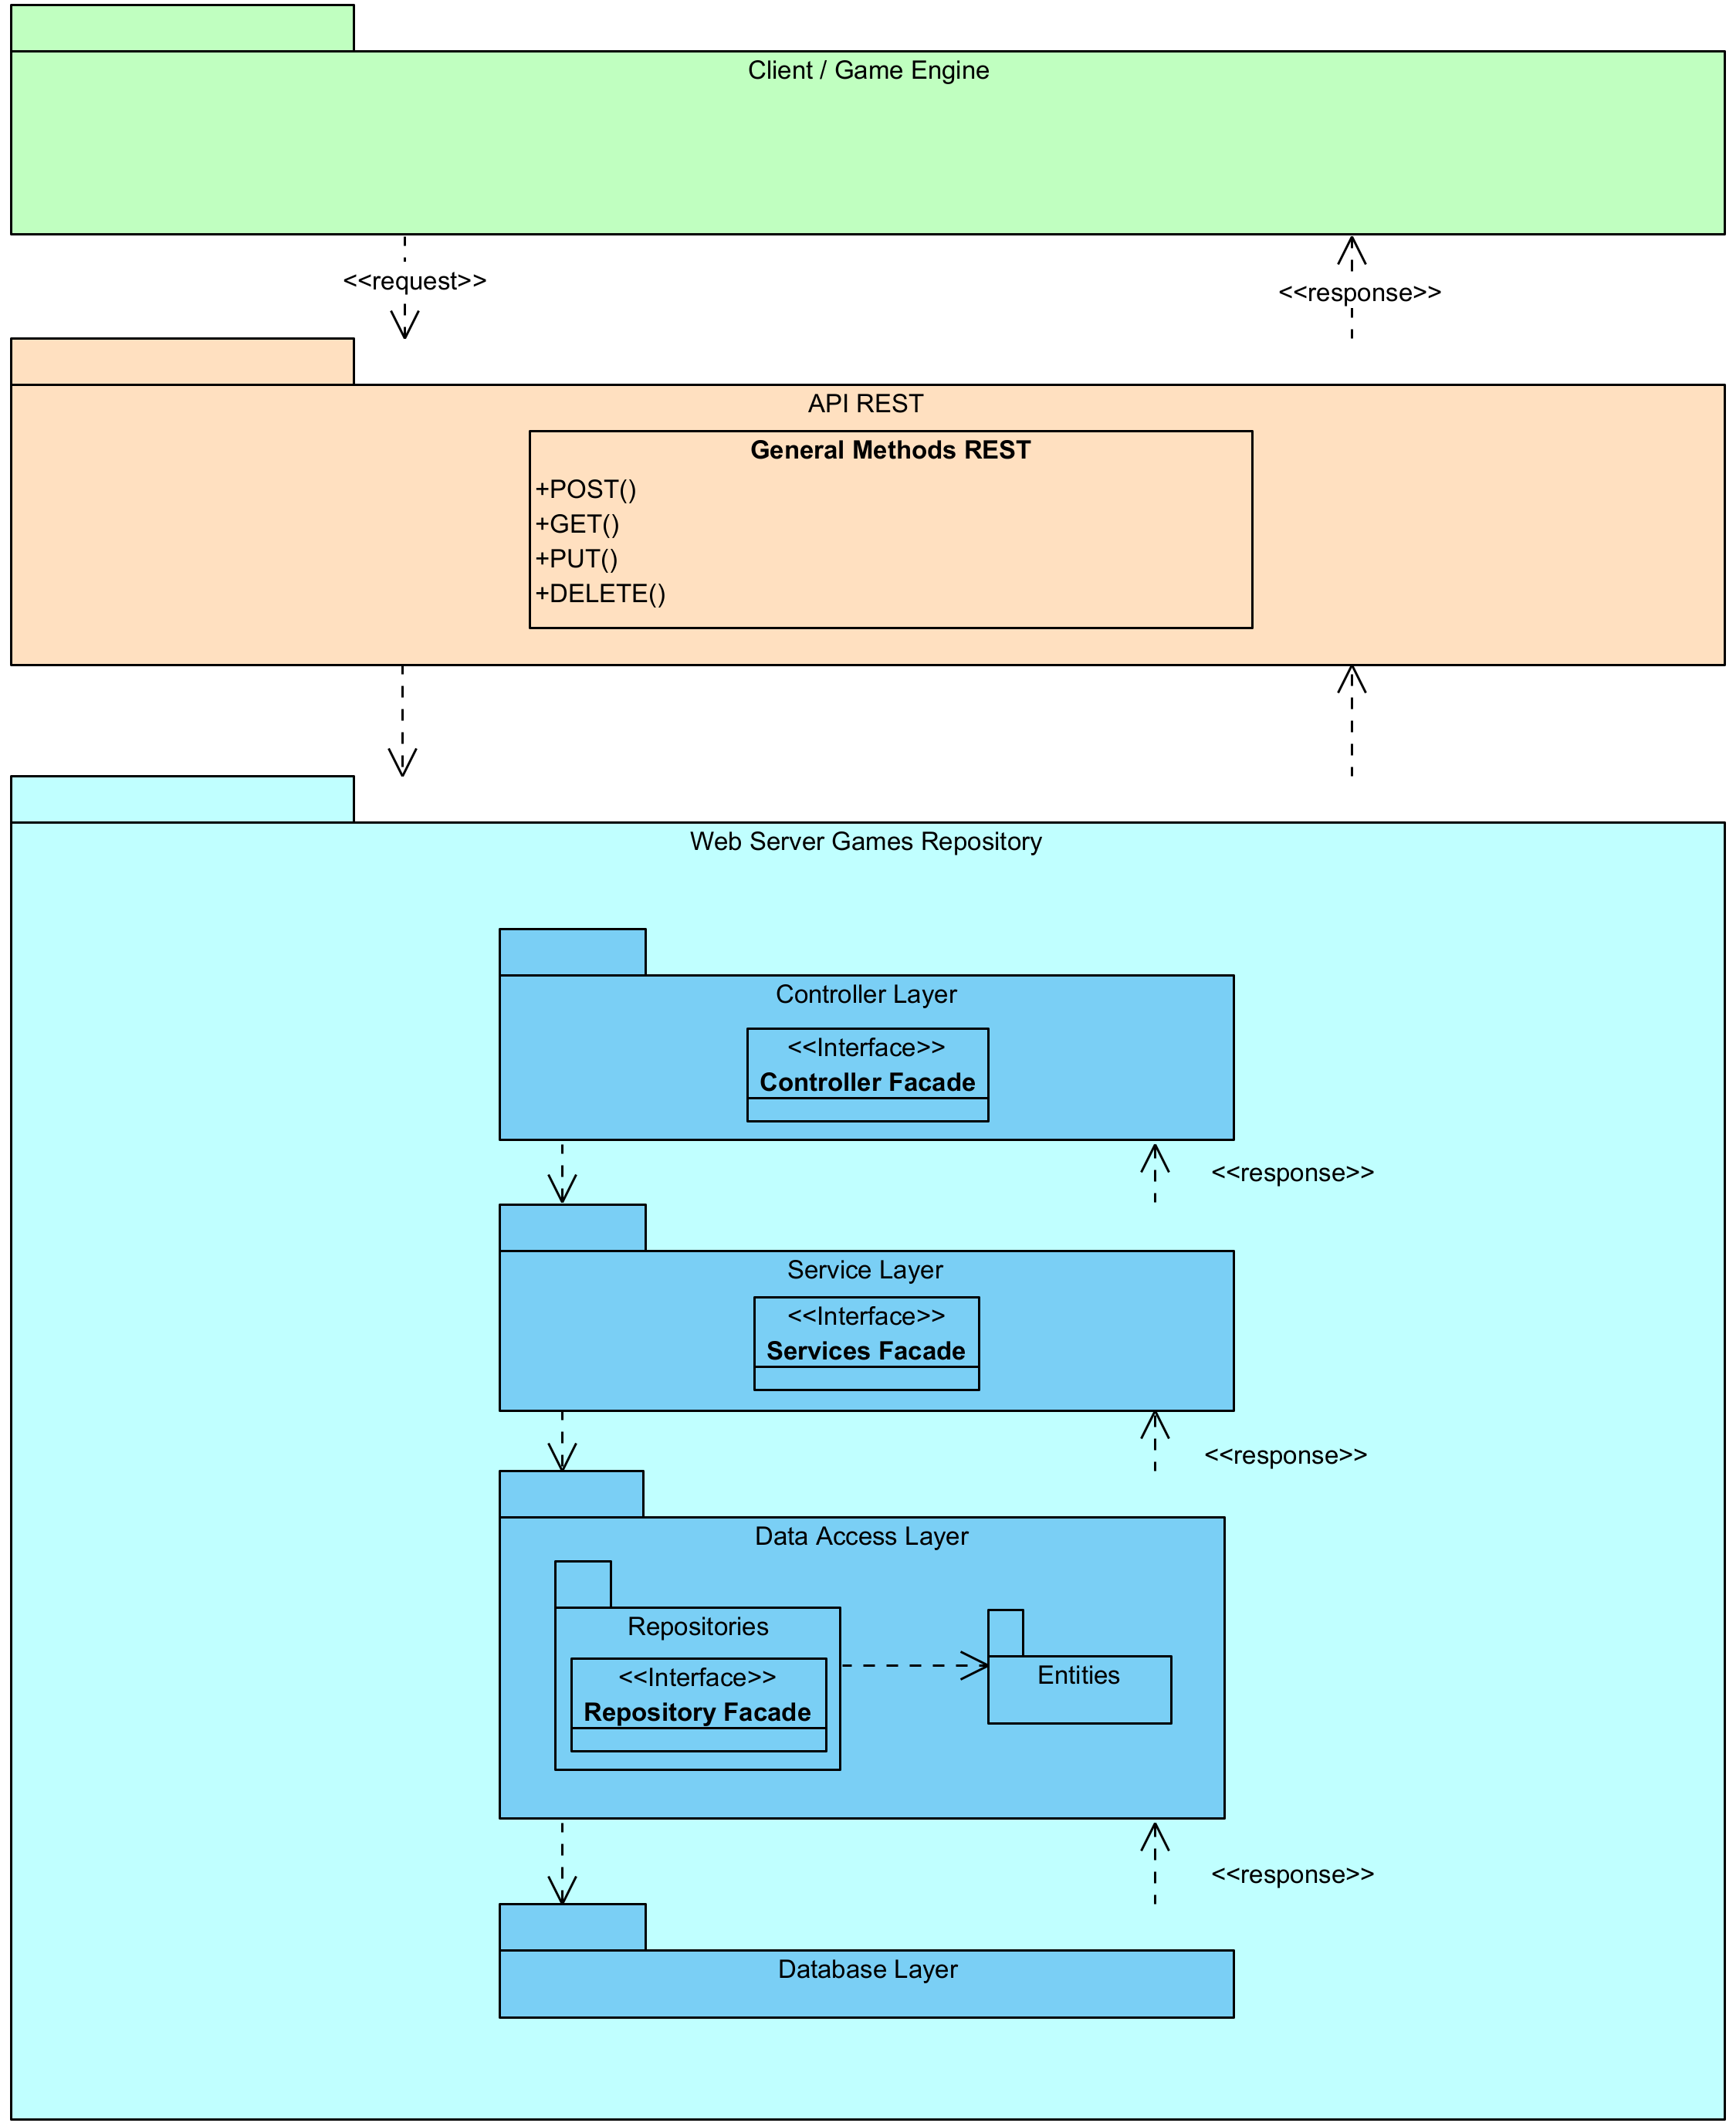 Client / Game Engine
<<request>>
<<response>>
API REST
General Methods REST
+POST()
+GET()
+PUT()
+DELETE()
Web Server Games Repository
Controller Layer
<<Interface>>
Controller Facade
<<response>>
Service Layer
<<Interface>>
Services Facade
<<response>>
Data Access Layer
Repositories
<<Interface>>
Repository Facade
Entities
<<response>>
Database Layer